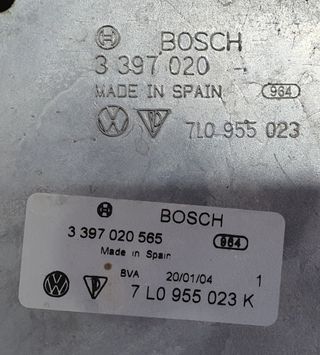 BOSCH
3 397 020
MADE IN SPAIN 964
7L0 955 023
BOSCH
3 397 020 565 964
Made in Spain
BVA 20/01/04 1
7 L0 955 023 K